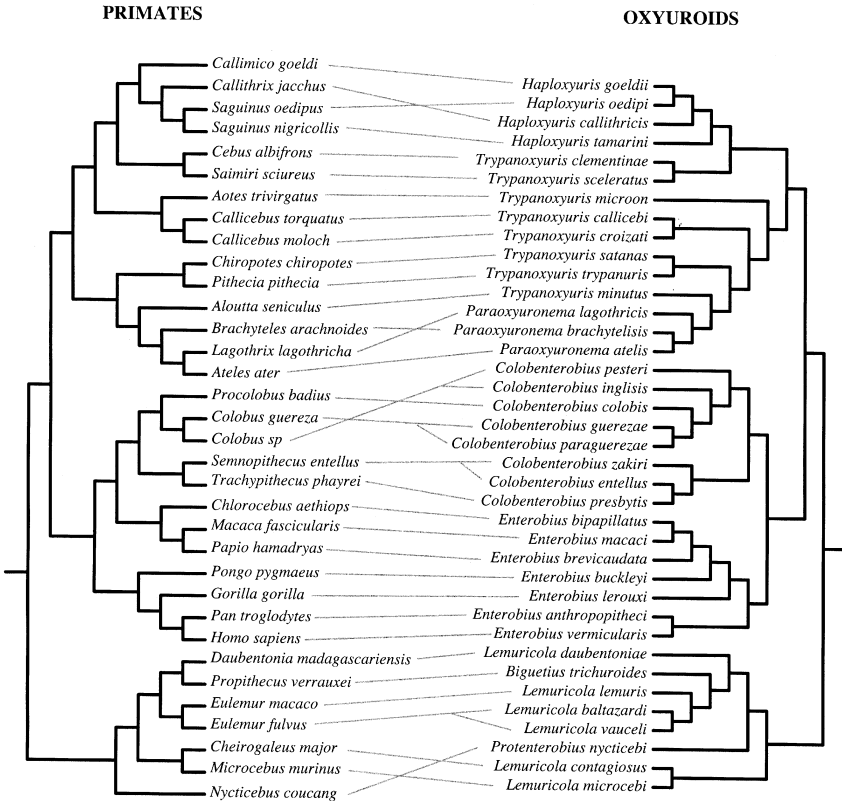 PRIMATES
OXYUROIDS
Callimico goeldi
Callithrix jacchus
Saguinus oedipus
Saguinus nigricollis
Cebus albifrons
Saimiri sciureus
Aotes trivirgatus
Callicebus torquatus
Callicebus moloch
Chiropotes chiropotes
Pithecia pithecia
Aloutta seniculus
Brachyteles arachnoides
Lagothrix lagothricha
Ateles ater
Procolobus badius
Colobus guereza
Colobus sp
Semnopithecus entellus
Trachypithecus phayrei
Chlorocebus aethiops
Macaca fascicularis
Papio hamadryas
Pongo pygmaeus
Gorilla gorilla
Pan troglodytes
Homo sapiens
Daubentonia madagascariensis
Propithecus verrauxei
Eulemur macaco
Eulemur fulvus
Cheirogaleus major
Microcebus murinus
Nycticebus coucang
Haploxyuris goeldii
Haploxyuris oedipi
Haploxyuris callithricis
Haploxyuris tamarini
Trypanoxyuris clementinae
Trypanoxyuris sceleratus
Trypanoxyuris microon
Trypanoxyuris callicebi
Trypanoxyuris croizati
Trypanoxyuris satanas
Trypanoxyuris trypanuris
Trypanoxyuris minutus
Paraoxyuronema lagothricis
Paraoxyuronema brachytelisis
Paraoxyuronema atelis
Colobenterobius pesteri
Colobenterobius inglisis
Colobenterobius colobis
Colobenterobius guerezae
Colobenterobius paraguerezae
Colobenterobius zakiri
Colobenterobius entellus
Colobenterobius presbytis
Enterobius bipapillatus
Enterobius macaci
Enterobius brevicaudata
Enterobius buckleyi
Enterobius lerouxi
Enterobius anthropopitheci
Enterobius vermicularis
Lemuricola daubentoniae
Biguetius trichuroides
Lemuricola lemuris
Lemuricola baltazardi
Lemuricola vauceli
Protenterobius nycticebi
Lemuricola contagiosus
Lemuricola microcebi